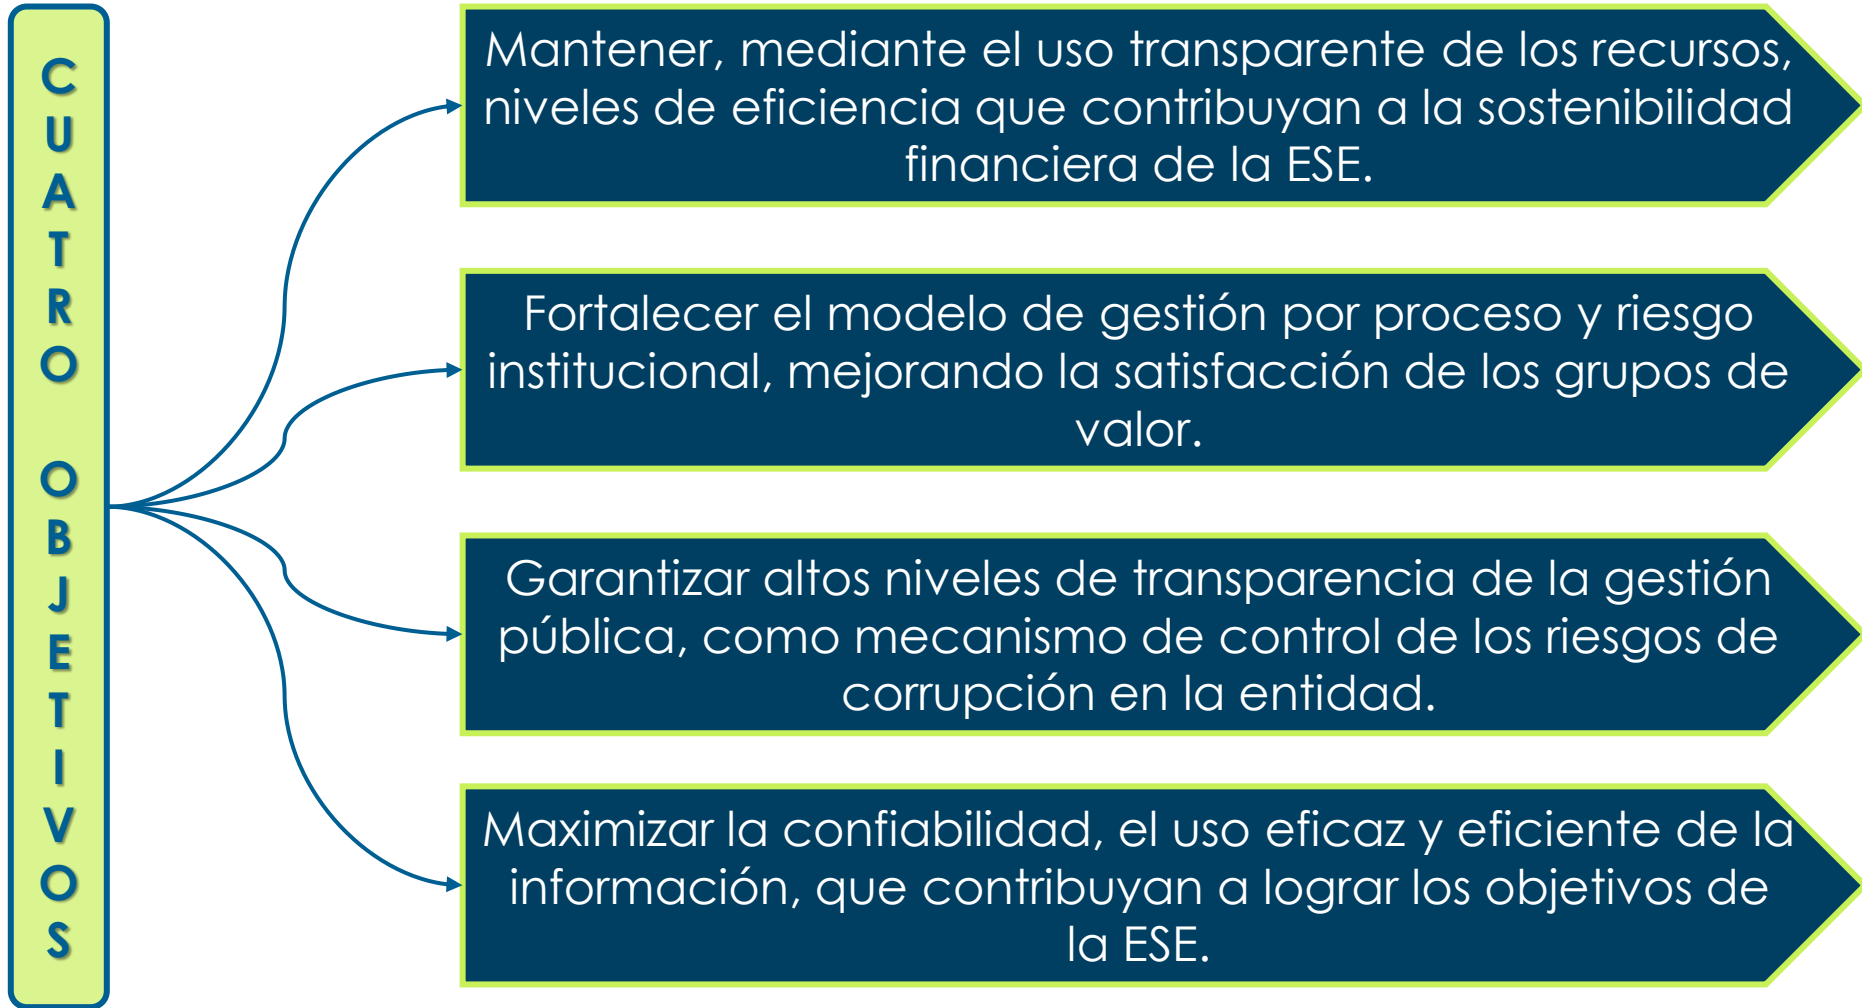 CUATRO OBJETIVOS
Mantener, mediante el uso transparente de los recursos,
niveles de eficiencia que contribuyan a la sostenibilidad
financiera de la ESE.
Fortalecer el modelo de gestión por proceso y riesgo
institucional, mejorando la satisfacción de los grupos de
valor.
Garantizar altos niveles de transparencia de la gestión
pública, como mecanismo de control de los riesgos de
corrupción en la entidad.
Maximizar la confiabilidad, el uso eficaz y eficiente de la
información, que contribuyan a lograr los objetivos de
la ESE.